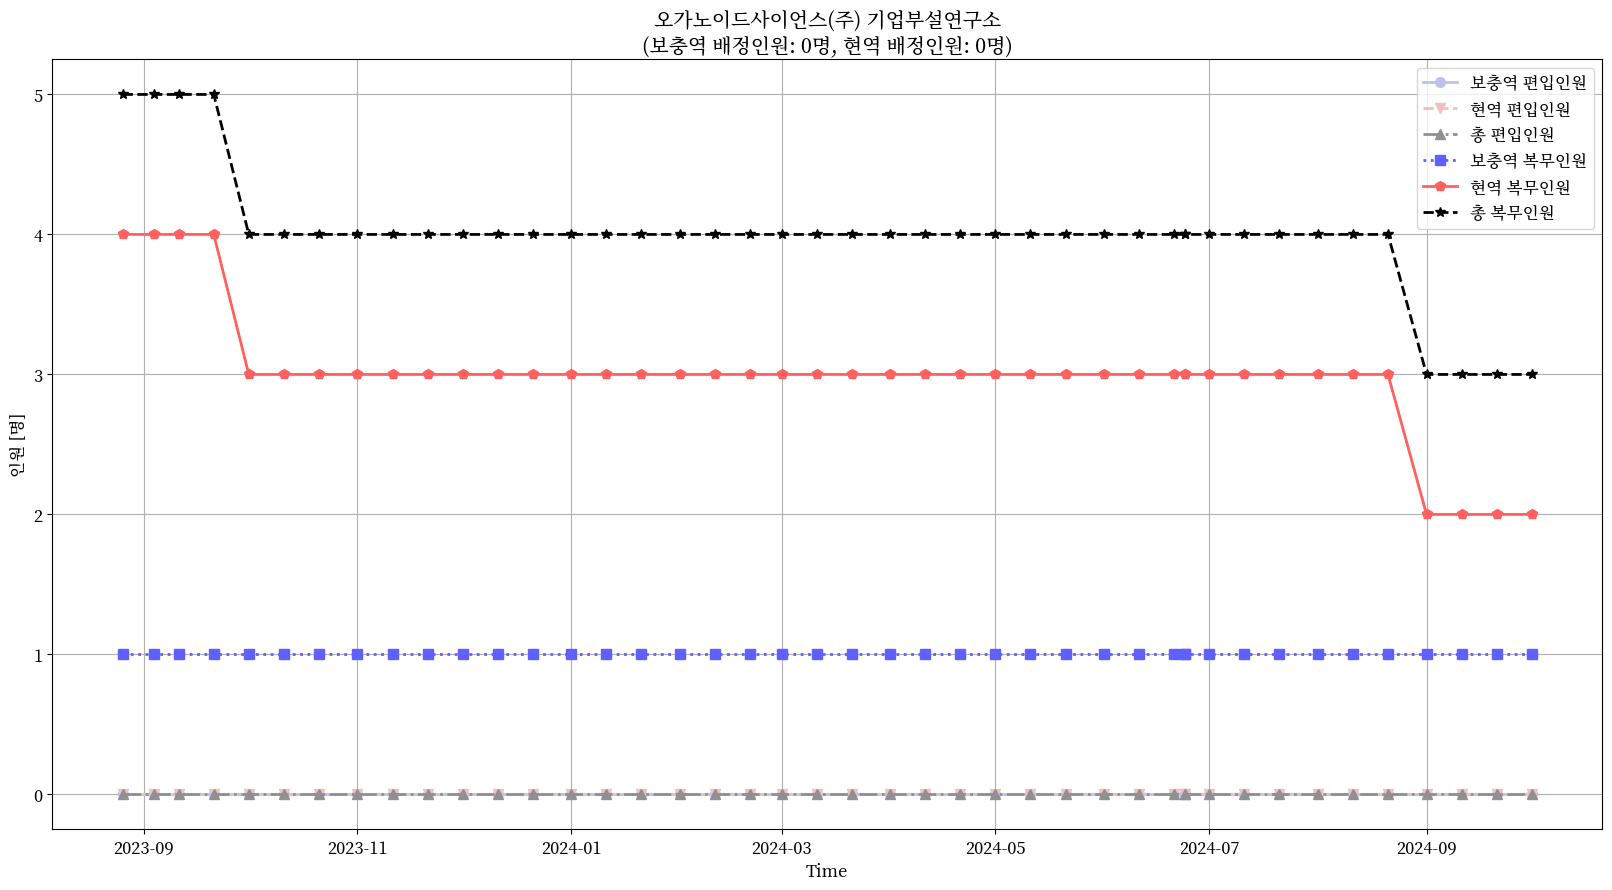 오가노이드사이언스(주) 기업부설연구소
(보충역 배정인원: 0명, 현역 배정인원: 0명)
보충역 편입인원
현역 편입인원
총 편입인원
보충역 복무인원
현역 복무인원
총 복무인원
인원 [명]
5
4
3
2
1
0
2023-09
2023-11
2024-01
2024-03
2024-05
2024-07
2024-09
Time